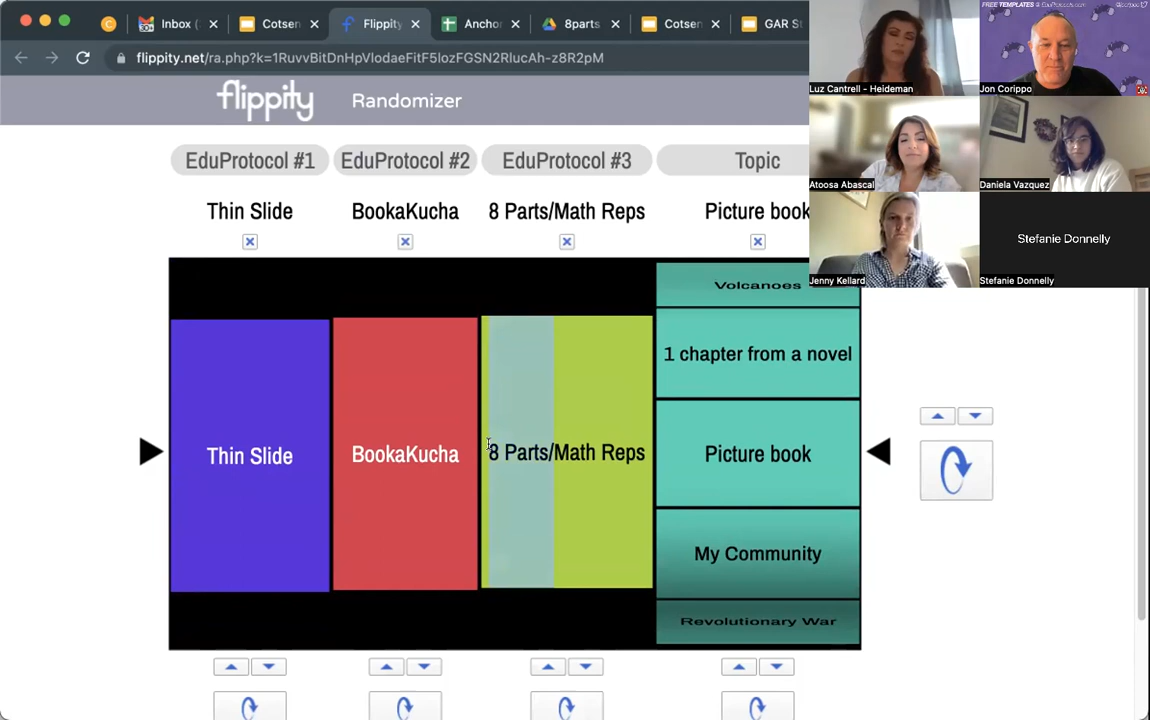 Inbox (
30+
Cotsen
Flippity
Ancho
8parts
Cotsen
GAR S
flippity.net/ra.php?k=1RuvvBitDnHpVlodaeFitF5lozFGSN2RlucAh-z8R2pM
flippity Randomizer
EduProtocol #1 EduProtocol #2 EduProtocol #3 Topic
Thin Slide BookaKucha 8 Parts/Math Reps Picture book
Volcanoes
1 chapter from a novel
Thin Slide BookaKucha 8 Parts/Math Reps Picture book
My Community
Revolutionary War
FREE TEMPLATES
Luz Cantrell - Heideman
Jon Corippo
Atoosa Abascal
Daniela Vazquez
Jenny Kellard
Stefanie Donnelly
Stefanie Donnelly